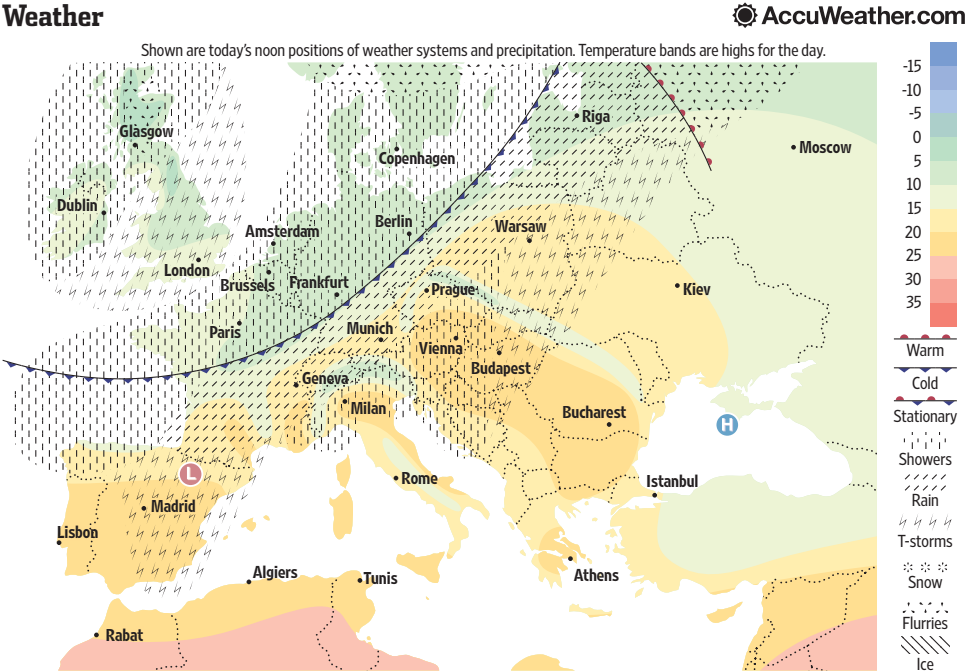 Weather
AccuWeather.com
Shown are today's noon positions of weather systems and precipitation. Temperature bands are highs for the day.
-15
-10
-5
0
5
10
15
20
25
30
35
Warm
Cold
Stationary
Showers
Rain
T-storms
Snow
Flurries
Ice
Riga
Glasgow
Moscow
Copenhagen
Dublin
Berlin
Amsterdam
Warsaw
London
Brussels
Frankfurt
Prague
Kiev
Paris
Munich
Vienna
Budapest
Geneva
Milan
Bucharest
H
L
Rome
Istanbul
Madrid
Lisbon
Algiers
Tunis
Athens
Rabat